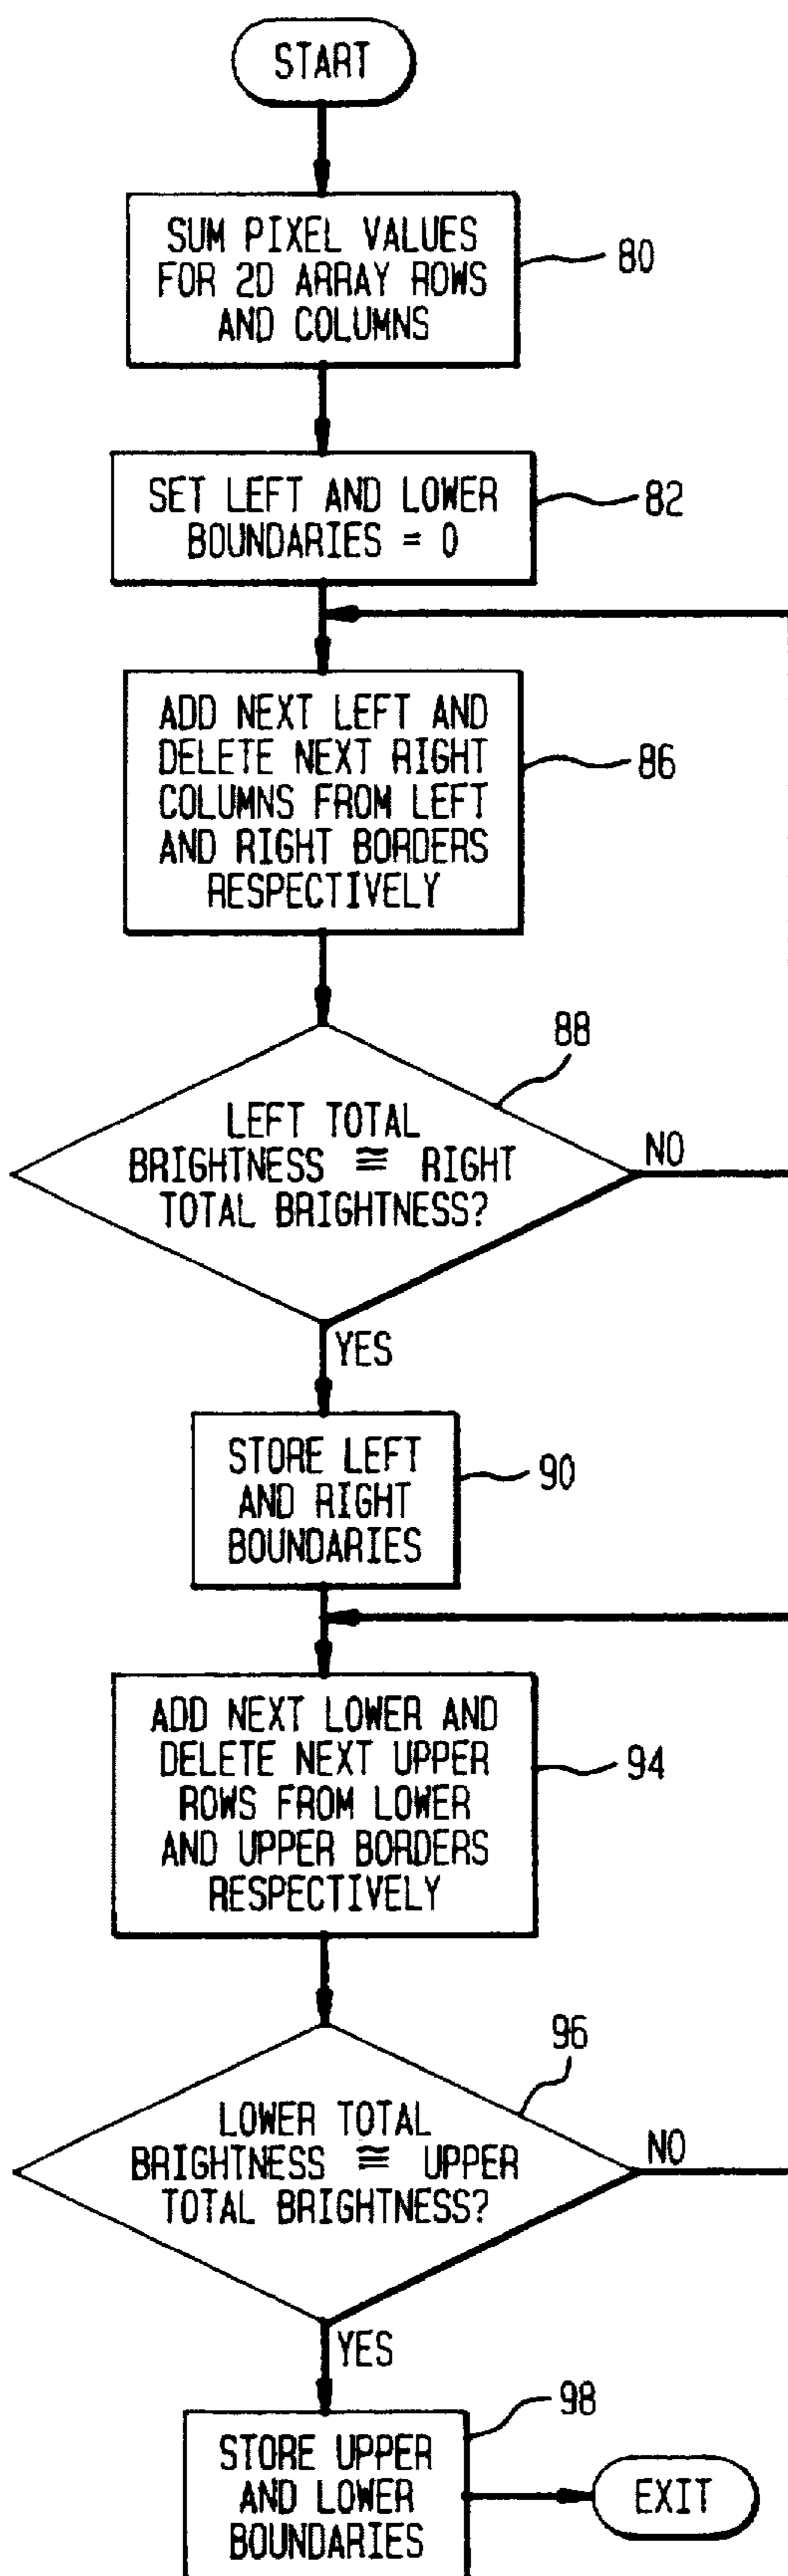 START
SUM PIXEL VALUES
FOR 2D ARRAY ROWS
AND COLUMNS
80
SET LEFT AND LOWER
BOUNDARIES = 0
82
ADD NEXT LEFT AND
DELETE NEXT RIGHT
COLUMNS FROM LEFT
AND RIGHT BORDERS
RESPECTIVELY
86
88
LEFT TOTAL
BRIGHTNESS ≅ RIGHT
TOTAL BRIGHTNESS?
NO
YES
STORE LEFT
AND RIGHT
BOUNDARIES
90
ADD NEXT LOWER AND
DELETE NEXT UPPER
ROWS FROM LOWER
AND UPPER BORDERS
RESPECTIVELY
94
96
LOWER TOTAL
BRIGHTNESS ≅ UPPER
TOTAL BRIGHTNESS?
NO
YES
98
STORE UPPER
AND LOWER
BOUNDARIES
EXIT